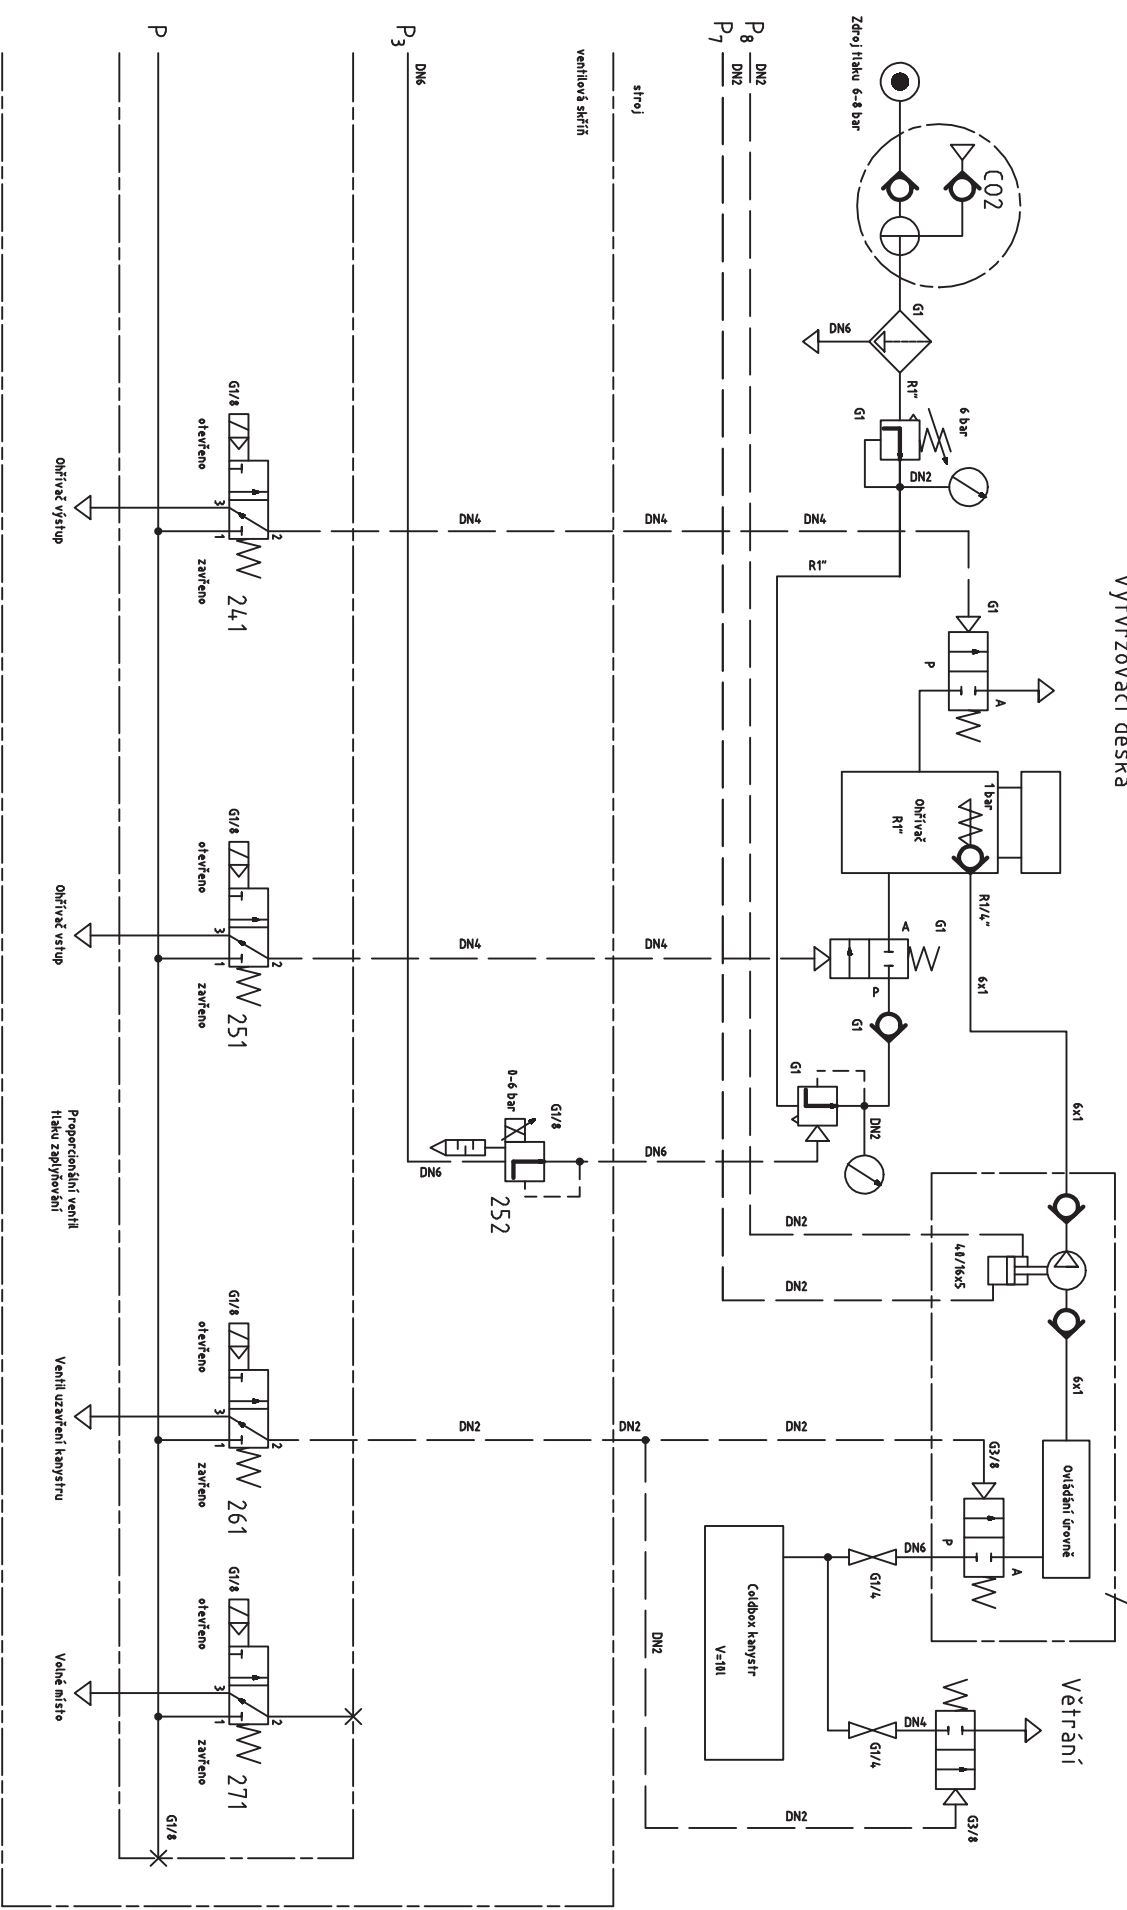 Vytvrzovací deska
Větrání
CO2
Zdroj tlaku 6-8 bar
G1
DN6
R1"
G1
6 bar
DN2
DN4
R1"
G1
P
A
1 bar
Ohřívač
R1"
R1/4"
6x1
A
G1
P
G1
G1
DN2
6x1
40/16x5
6x1
Ovládání úrovně
G3/8
P
A
DN6
G1/4
DN4
G1/4
G3/8
Coldbox kanystr
V=10l
P8
DN2
P7
DN2
DN2
DN2
DN2
DN2
DN2
stroj
ventilová skříň
DN4
DN4
DN6
DN2
P3
DN6
DN4
DN4
DN6
0-6 bar
G1/8
252
DN2
P
G1/8
otevřeno
3
1
2
zavřeno
241
G1/8
otevřeno
3
1
2
zavřeno
251
G1/8
otevřeno
3
1
2
zavřeno
261
G1/8
otevřeno
3
1
2
zavřeno
271
G1/8
Ohřívač výstup
Ohřívač vstup
Proporcionální ventil
tlaku zaplyňování
Ventil uzavření kanystru
Volné místo